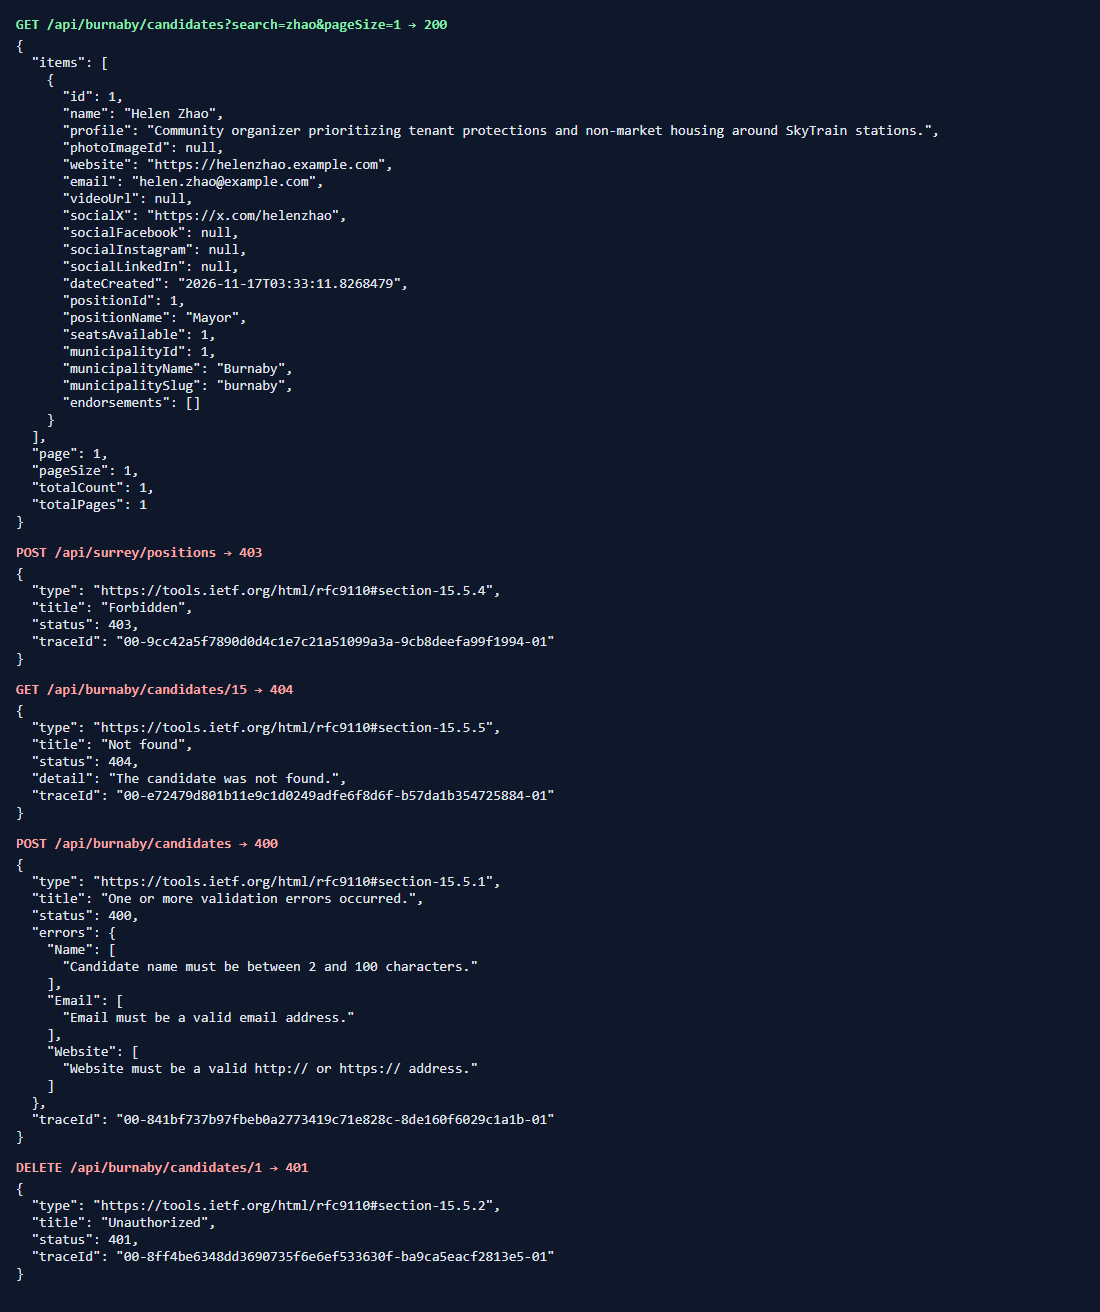 GET /api/burnaby/candidates?search=zhao&pageSize=1 → 200
{
  "items": [
    {
      "id": 1,
      "name": "Helen Zhao",
      "profile": "Community organizer prioritizing tenant protections and non-market housing around SkyTrain stations.",
      "photoImageId": null,
      "website": "https://helenzhao.example.com",
      "email": "helen.zhao@example.com",
      "videoUrl": null,
      "socialX": "https://x.com/helenzhao",
      "socialFacebook": null,
      "socialInstagram": null,
      "socialLinkedIn": null,
      "dateCreated": "2026-11-17T03:33:11.8268479",
      "positionId": 1,
      "positionName": "Mayor",
      "seatsAvailable": 1,
      "municipalityId": 1,
      "municipalityName": "Burnaby",
      "municipalitySlug": "burnaby",
      "endorsements": []
    }
  ],
  "page": 1,
  "pageSize": 1,
  "totalCount": 1,
  "totalPages": 1
}
POST /api/surrey/positions → 403
{
  "type": "https://tools.ietf.org/html/rfc9110#section-15.5.4",
  "title": "Forbidden",
  "status": 403,
  "traceId": "00-9cc42a5f7890d0d4c1e7c21a51099a3a-9cb8deefa99f1994-01"
}
GET /api/burnaby/candidates/15 → 404
{
  "type": "https://tools.ietf.org/html/rfc9110#section-15.5.5",
  "title": "Not found",
  "status": 404,
  "detail": "The candidate was not found.",
  "traceId": "00-e72479d801b11e9c1d0249adfe6f8d6f-b57da1b354725884-01"
}
POST /api/burnaby/candidates → 400
{
  "type": "https://tools.ietf.org/html/rfc9110#section-15.5.1",
  "title": "One or more validation errors occurred.",
  "status": 400,
  "errors": {
    "Name": [
      "Candidate name must be between 2 and 100 characters."
    ],
    "Email": [
      "Email must be a valid email address."
    ],
    "Website": [
      "Website must be a valid http:// or https:// address."
    ]
  },
  "traceId": "00-841bf737b97fbeb0a2773419c71e828c-8de160f6029c1a1b-01"
}
DELETE /api/burnaby/candidates/1 → 401
{
  "type": "https://tools.ietf.org/html/rfc9110#section-15.5.2",
  "title": "Unauthorized",
  "status": 401,
  "traceId": "00-8ff4be6348dd3690735f6e6ef533630f-ba9ca5eacf2813e5-01"
}